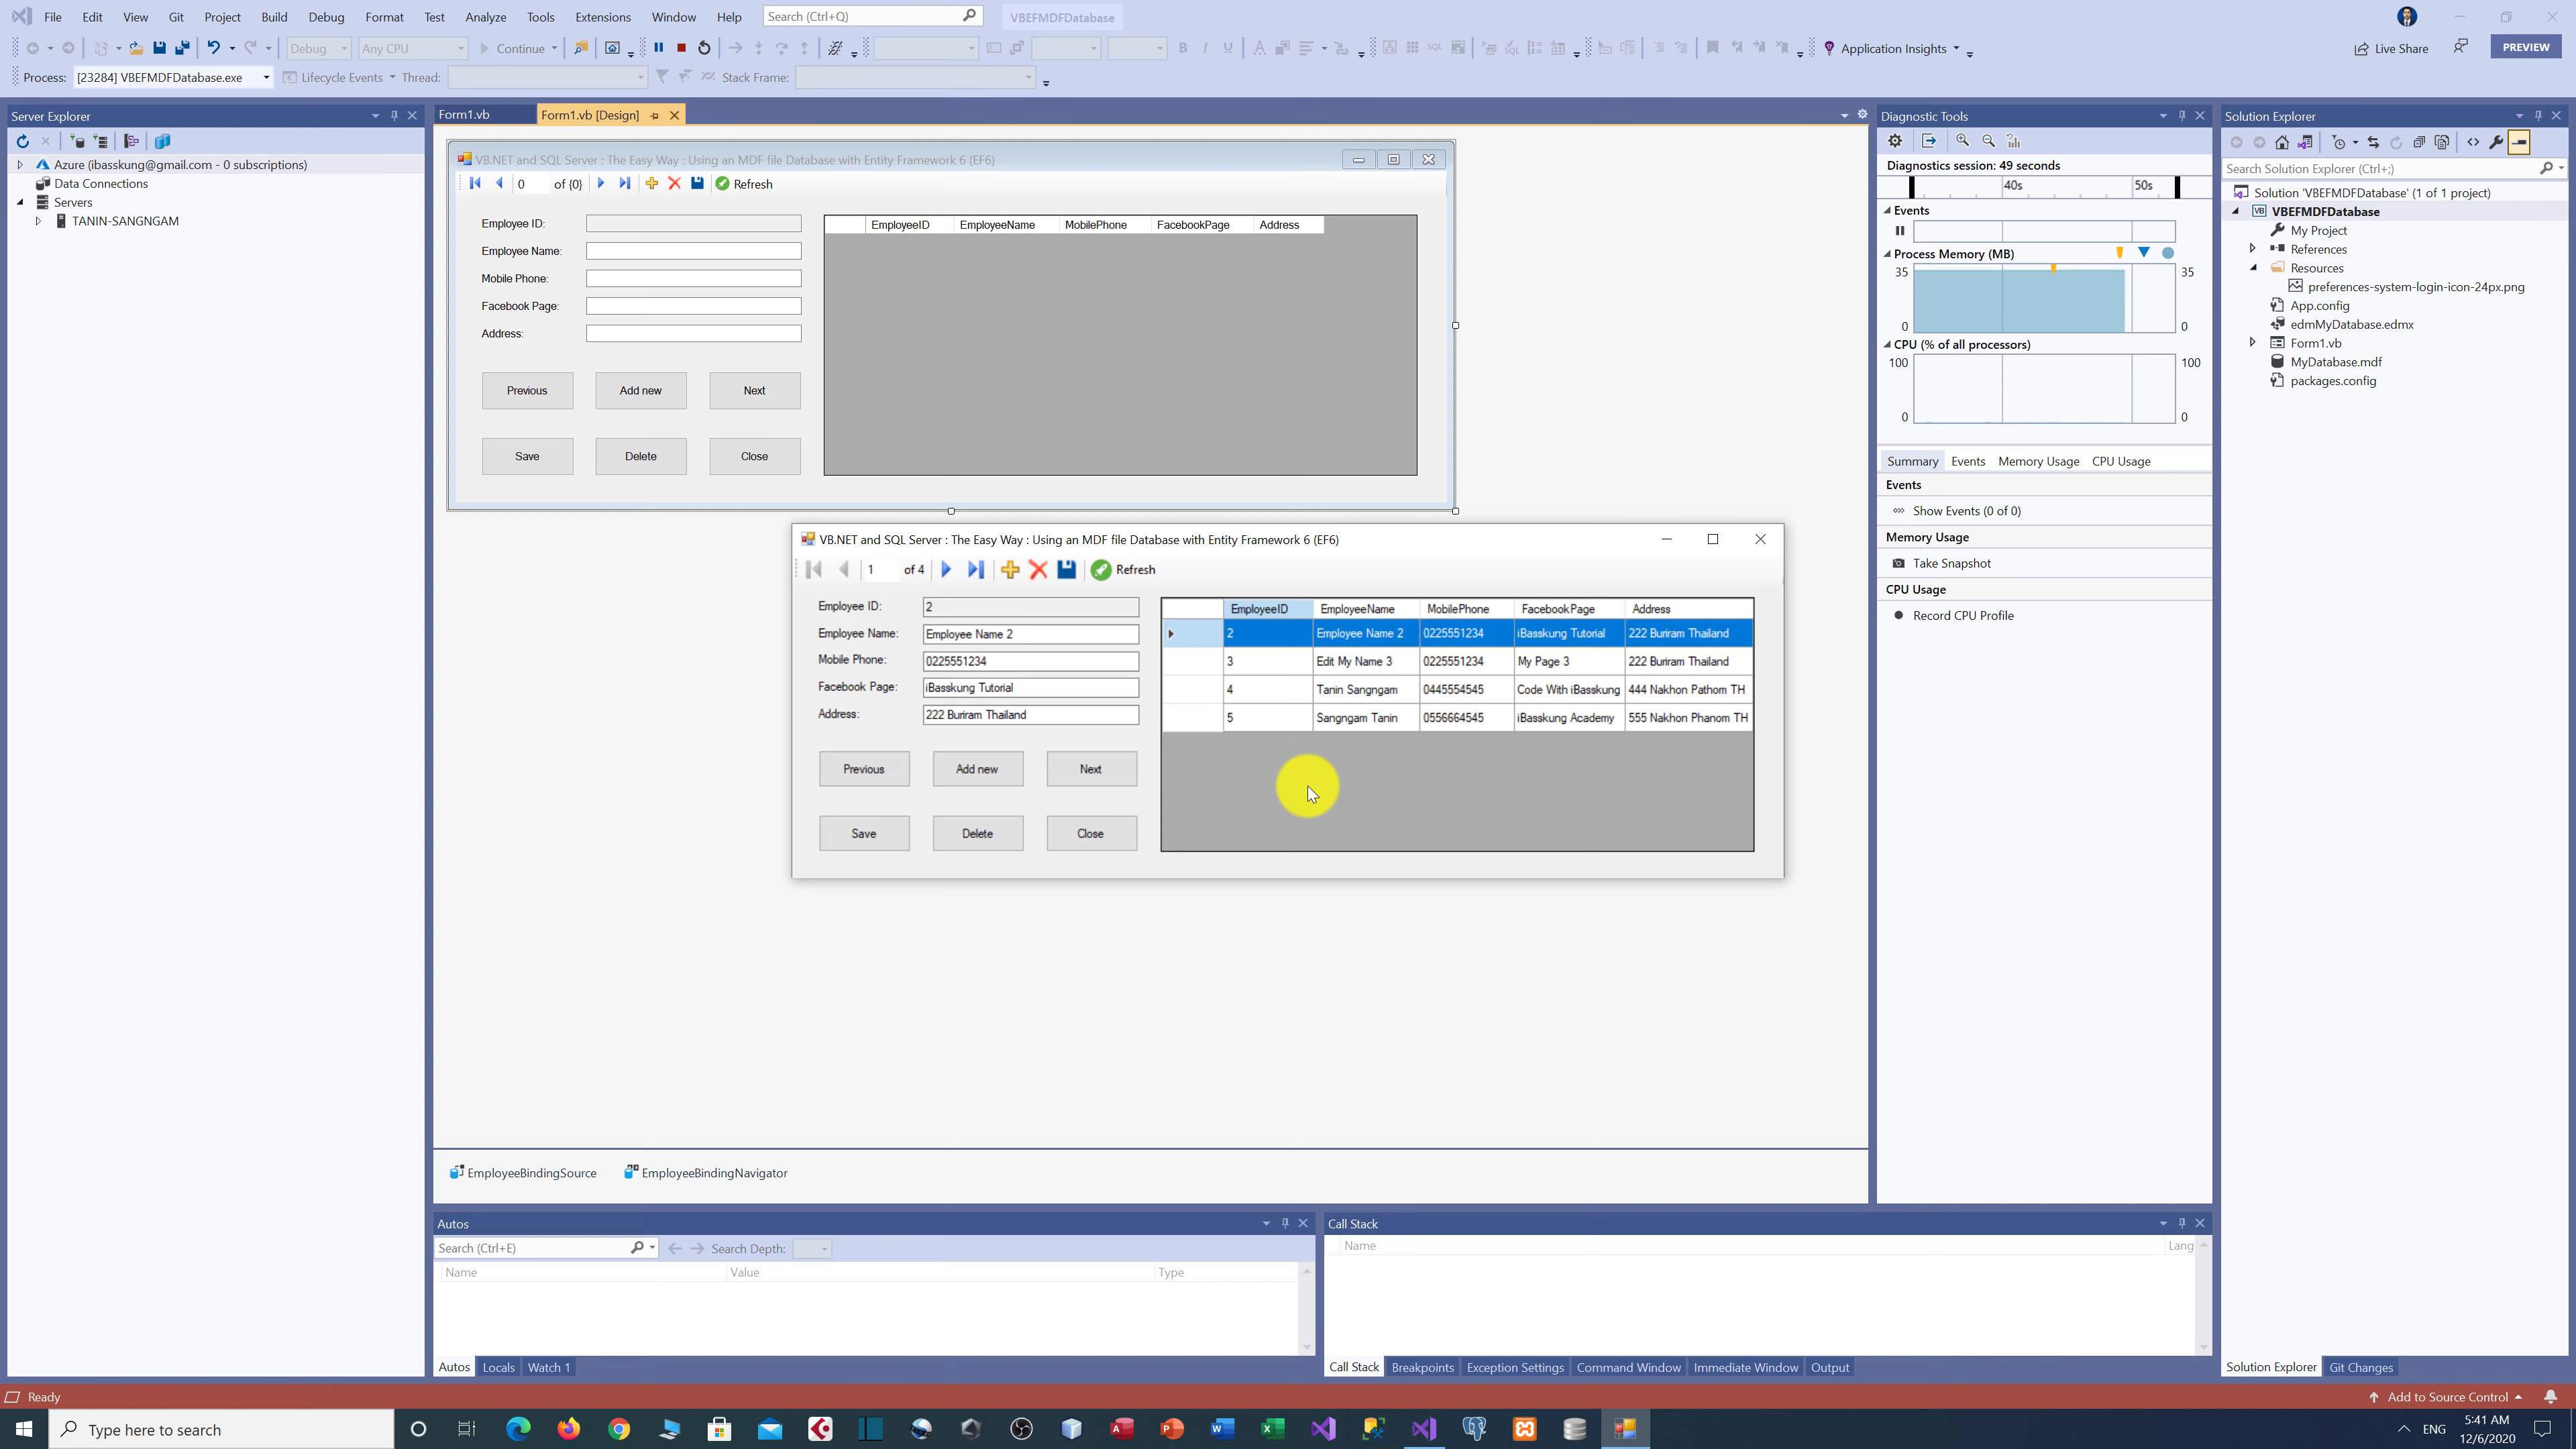 File Edit View Git Project Build Debug Format Test Analyze Tools Extensions Window Help Search (Ctrl+Q) VBEFMDFDatabase
Debug Any CPU Continue Application Insights Live Share PREVIEW
Process: [23284] VBEFMDFDatabase.exe Lifecycle Events Thread: Stack Frame:
Server Explorer
Azure (ibasskung@gmail.com - 0 subscriptions)
Data Connections
Servers
TANIN-SANGNGAM
Form1.vb Form1.vb [Design]
VB.NET and SQL Server : The Easy Way : Using an MDF file Database with Entity Framework 6 (EF6)
0 of {0} Refresh
Employee ID:
Employee Name:
Mobile Phone:
Facebook Page:
Address:
EmployeeID EmployeeName MobilePhone FacebookPage Address
Previous Add new Next
Save Delete Close
VB.NET and SQL Server : The Easy Way : Using an MDF file Database with Entity Framework 6 (EF6)
1 of 4 Refresh
Employee ID: 2
Employee Name: Employee Name 2
Mobile Phone: 0225551234
Facebook Page: iBasskung Tutorial
Address: 222 Buriram Thailand
Previous Add new Next
Save Delete Close
EmployeeID EmployeeName MobilePhone FacebookPage Address
2 Employee Name 2 0225551234 iBasskung Tutorial 222 Buriram Thailand
3 Edit My Name 3 0225551234 My Page 3 222 Buriram Thailand
4 Tanin Sangngam 0445554545 Code With iBasskung 444 Nakhon Pathom TH
5 Sangngam Tanin 0556664545 iBasskung Academy 555 Nakhon Phanom TH
EmployeeBindingSource EmployeeBindingNavigator
Autos
Search (Ctrl+E) Search Depth:
Name Value Type
Autos Locals Watch 1
Call Stack
Name Lang
Call Stack Breakpoints Exception Settings Command Window Immediate Window Output
Diagnostic Tools
Diagnostics session: 49 seconds
40s 50s
Events
Process Memory (MB)
35 35
0 0
CPU (% of all processors)
100 100
0 0
Summary Events Memory Usage CPU Usage
Events
Show Events (0 of 0)
Memory Usage
Take Snapshot
CPU Usage
Record CPU Profile
Solution Explorer
Search Solution Explorer (Ctrl+;)
Solution 'VBEFMDFDatabase' (1 of 1 project)
VBEFMDFDatabase
My Project
References
Resources
preferences-system-login-icon-24px.png
App.config
edmMyDatabase.edmx
Form1.vb
MyDatabase.mdf
packages.config
Solution Explorer Git Changes
Ready Add to Source Control
Type here to search
ENG
5:41 AM
12/6/2020